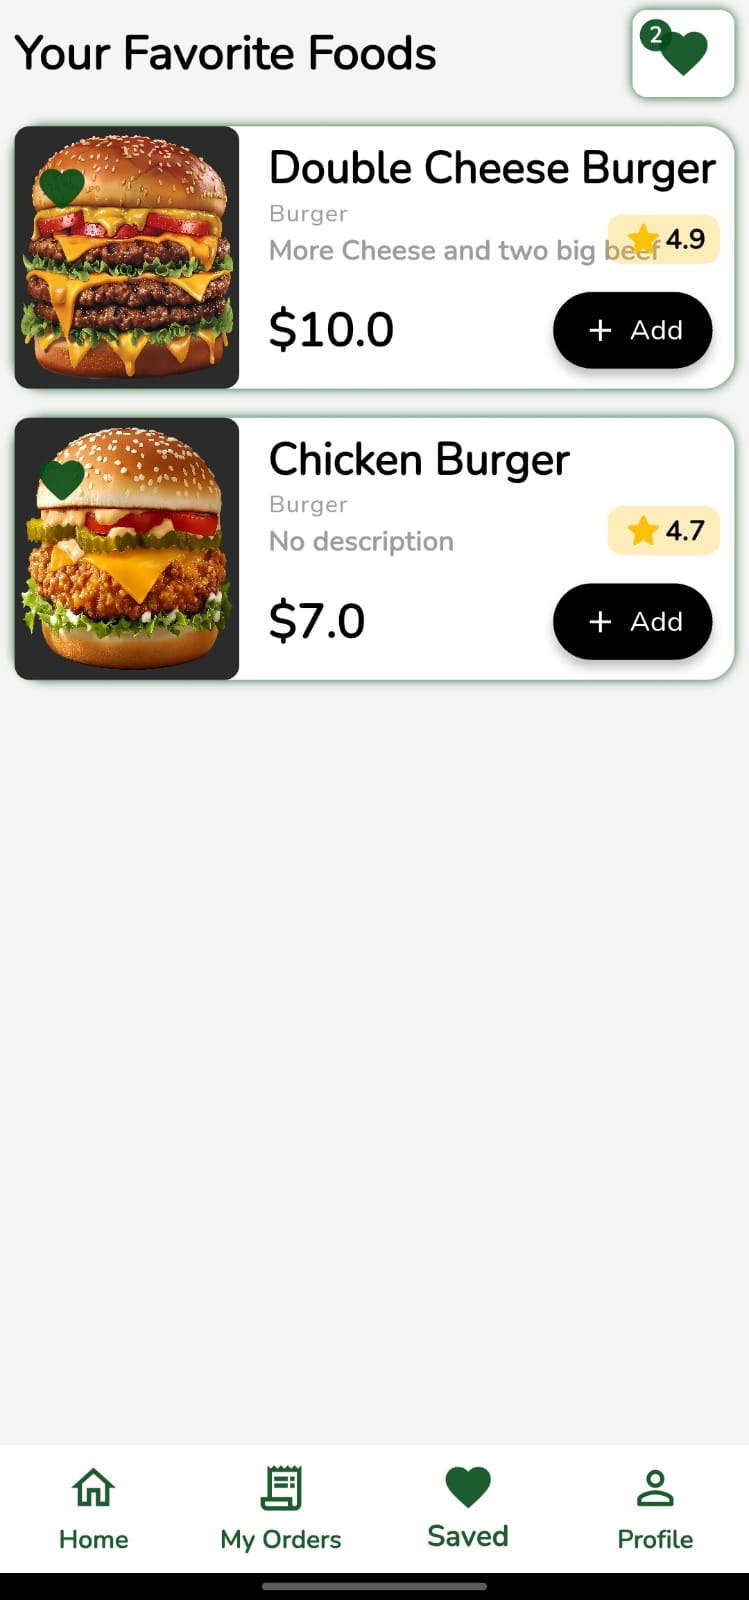 Your Favorite Foods
2
Double Cheese Burger
Burger
More Cheese and two big beef
4.9
$10.0
+ Add
Chicken Burger
Burger
No description
4.7
$7.0
+ Add
Home
My Orders
Saved
Profile